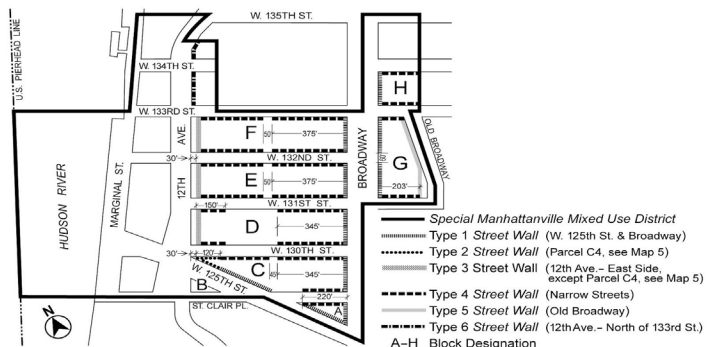 W. 135TH ST.
U.S. PIERHEAD LINE
W. 134TH ST.
H
W. 133RD ST.
AVE.
F
50'
375'
BROADWAY
OLD BROADWAY
30'
W. 132ND ST.
HUDSON RIVER
MARGINAL ST.
12TH
E
50'
375'
50'
G
203'
150'
W. 131ST ST.
D
345'
30'
120'
W. 130TH ST.
W. 125TH ST.
C
45'
345'
B
220'
A
ST. CLAIR PL.
N
Special Manhattanville Mixed Use District
Type 1 Street Wall (W. 125th St. & Broadway)
Type 2 Street Wall (Parcel C4, see Map 5)
Type 3 Street Wall (12th Ave.– East Side,
except Parcel C4, see Map 5)
Type 4 Street Wall (Narrow Streets)
Type 5 Street Wall (Old Broadway)
Type 6 Street Wall (12th Ave.– North of 133rd St.)
A–H Block Designation